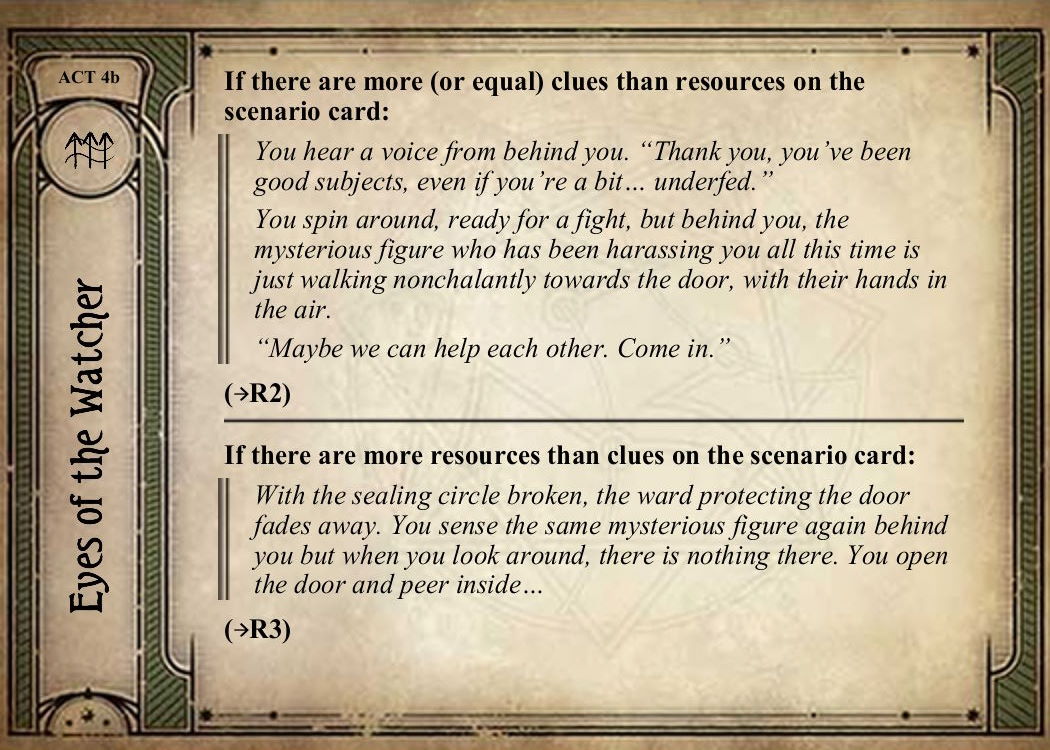 ACT 4b
Eyes of the Watcher
If there are more (or equal) clues than resources on the
scenario card:
You hear a voice from behind you. “Thank you, you’ve been
good subjects, even if you’re a bit… underfed.”
You spin around, ready for a fight, but behind you, the
mysterious figure who has been harassing you all this time is
just walking nonchalantly towards the door, with their hands in
the air.
“Maybe we can help each other. Come in.”
(→R2)
If there are more resources than clues on the scenario card:
With the sealing circle broken, the ward protecting the door
fades away. You sense the same mysterious figure again behind
you but when you look around, there is nothing there. You open
the door and peer inside…
(→R3)